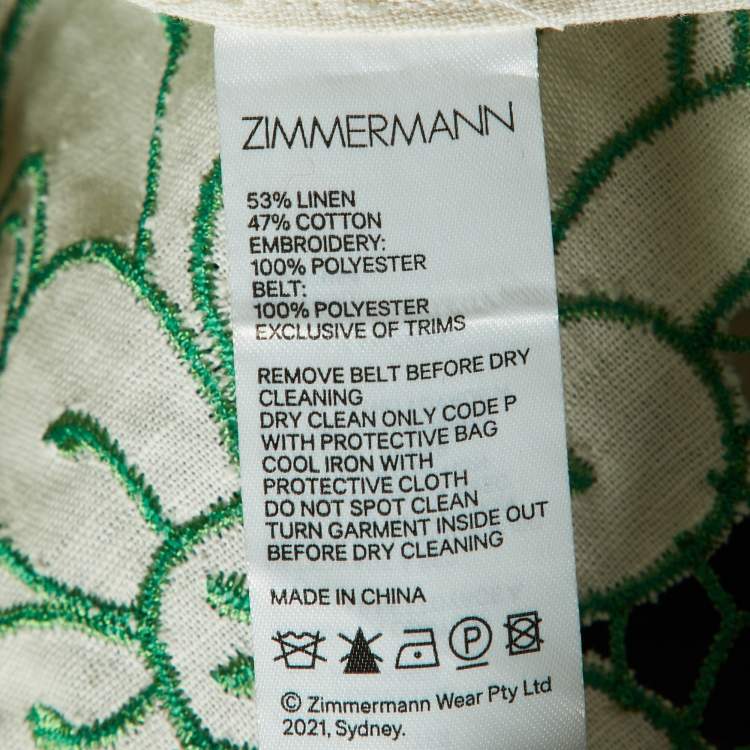 ZIMMERMANN
53% LINEN
47% COTTON
EMBROIDERY:
100% POLYESTER
BELT:
100% POLYESTER
EXCLUSIVE OF TRIMS
REMOVE BELT BEFORE DRY
CLEANING
DRY CLEAN ONLY CODE P
WITH PROTECTIVE BAG
COOL IRON WITH
PROTECTIVE CLOTH
DO NOT SPOT CLEAN
TURN GARMENT INSIDE OUT
BEFORE DRY CLEANING
MADE IN CHINA
P
© Zimmermann Wear Pty Ltd
2021, Sydney.